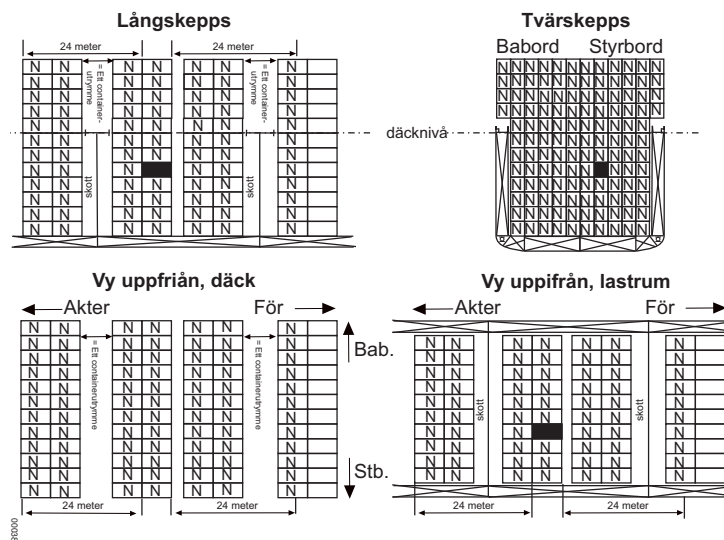 Långskepps
24 meter
24 meter
= Ett container-
utrymme
= Ett container-
utrymme
N N N N N N N
N N N N N N N
N N N N N N N
N N N N N N N
N N N N N N N
N N N N N N N
N N N N N N N
N N N N N N
N N N N N N N
N N N N N N N
N N N N N N N
N N N N N N N
skott
skott
Tvärskepps
Babord
Styrbord
N N N N N N N N N N N N
N N N N N N N N N N N N
N N N N N N N N N N N N
N N N N N N N N N N N N
däcknivå
N N N N N N N N N N
N N N N N N N N N N
N N N N N N N N N N
N N N N N N N N N
N N N N N N N N N N
N N N N N N N N N N
N N N N N N N N N N
N N N N N N N N N N
Vy uppfriån, däck
Akter
För
= Ett containerutrymme
= Ett containerutrymme
N N N N N N N
N N N N N N N
N N N N N N N
N N N N N N N
N N N N N N N
N N N N N N N
N N N N N N N
N N N N N N N
N N N N N N N
N N N N N N N
N N N N N N N
N N N N N N N
Bab.
Stb.
24 meter
24 meter
Vy uppifrån, lastrum
Akter
För
N N N N N N N
N N N N N N N
N N N N N N N
N N N N N N N
N N N N N N N
N N N N N N N
N N N N N N
N N N N N N N
N N N N N N N
N N N N N N N
skott
skott
24 meter
24 meter